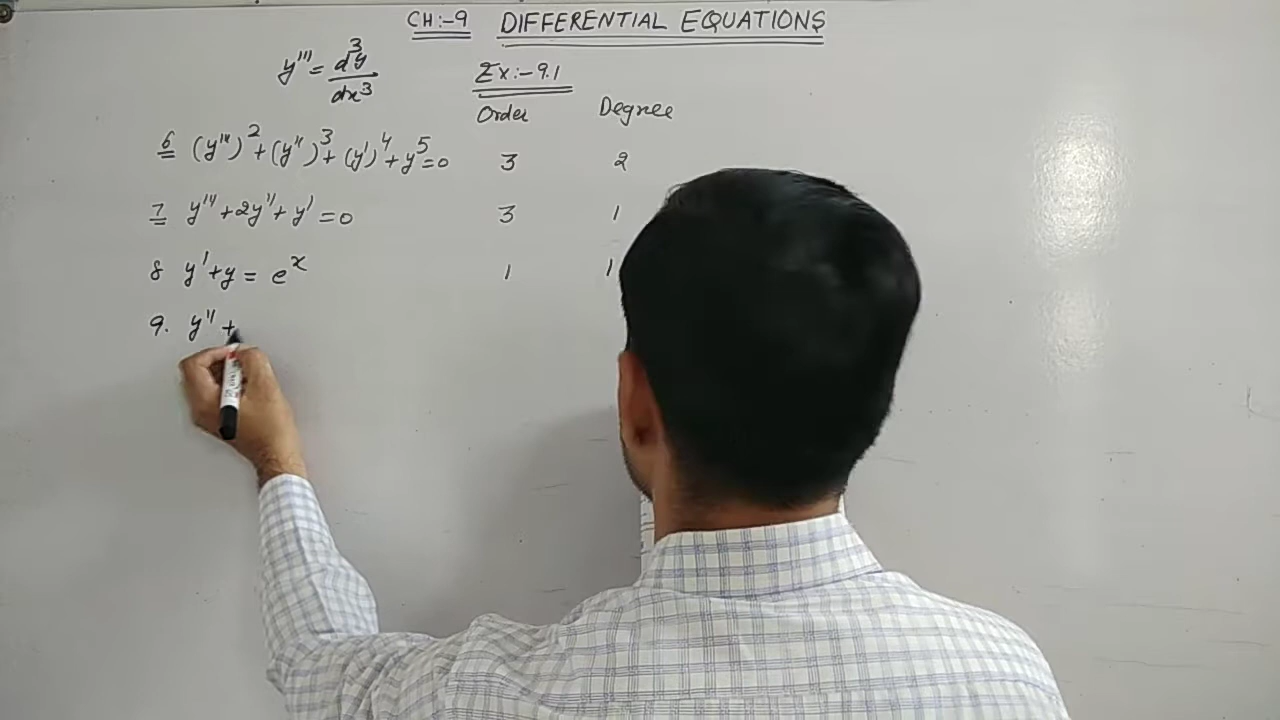 CH:-9 DIFFERENTIAL EQUATIONS
y''' = d³y/dx³
Ex:-9.1
Order Degree
6 (y''')² + (y'')³ + (y')⁴ + y⁵ = 0 3 2
7 y''' + 2y'' + y' = 0 3 1
8 y' + y = eˣ 1 1
9. y'' +